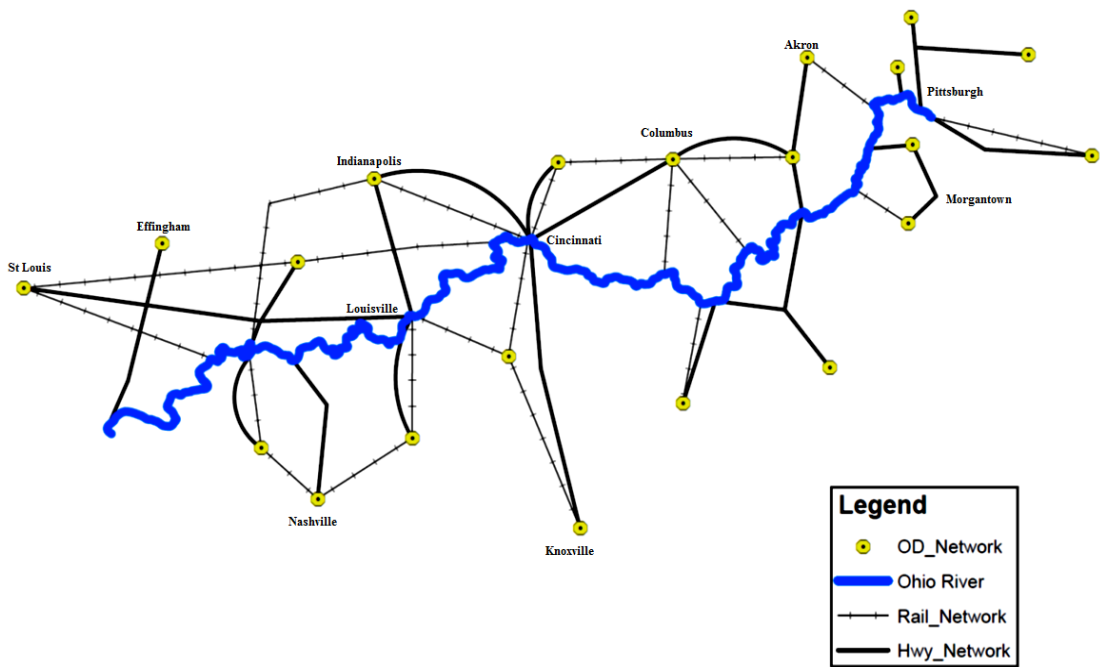 Akron
Pittsburgh
Columbus
Indianapolis
Morgantown
Effingham
Cincinnati
St Louis
Louisville
Nashville
Knoxville
Legend
OD_Network
Ohio River
Rail_Network
Hwy_Network